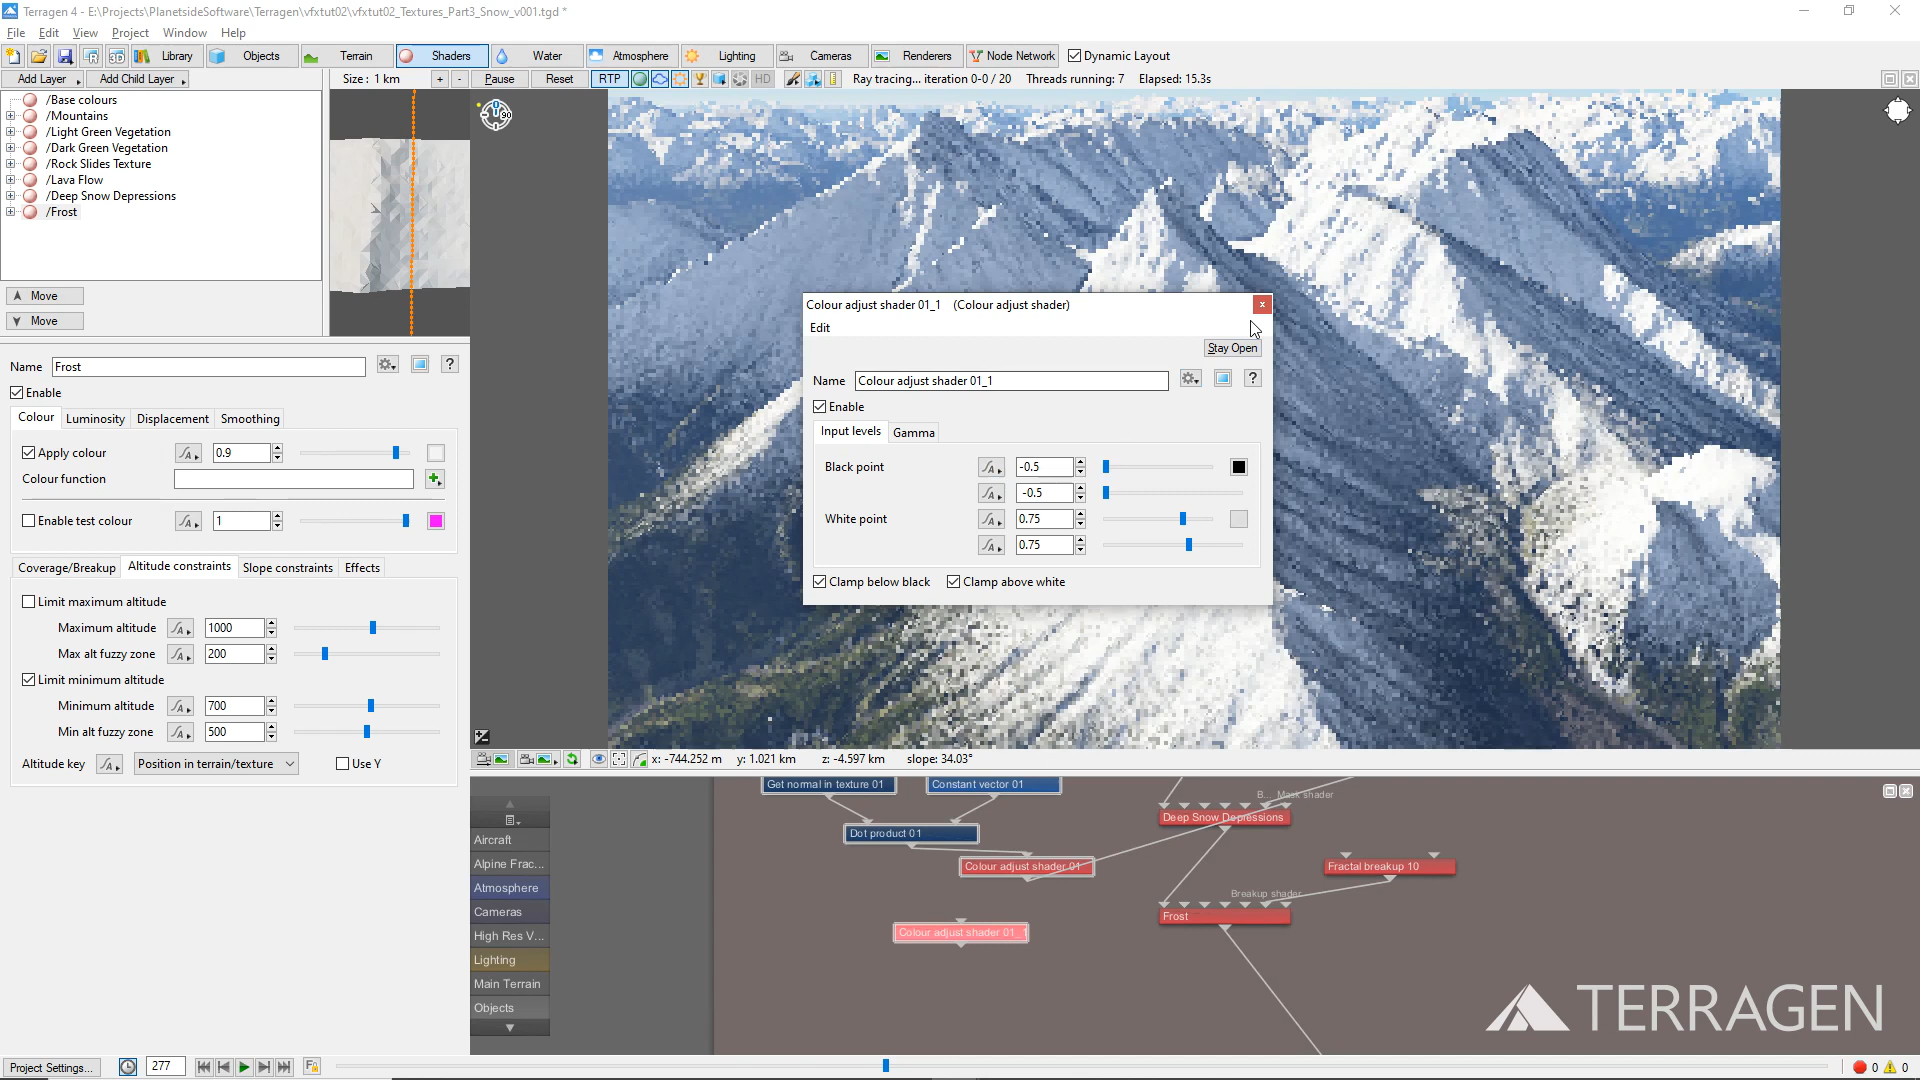 Terragen 4 - E:\Projects\PlanetsideSoftware\Terragen\vfxtut02\vfxtut02_Textures_Part3_Snow_v001.tgd *
File Edit View Project Window Help
Library Objects Terrain Shaders Water Atmosphere Lighting Cameras Renderers Node Network Dynamic Layout
Add Layer Add Child Layer Size : 1 km + - Pause Reset RTP HD Ray tracing... iteration 0-0 / 20 Threads running: 7 Elapsed: 15.3s
/Base colours
/Mountains
/Light Green Vegetation
/Dark Green Vegetation
/Rock Slides Texture
/Lava Flow
/Deep Snow Depressions
/Frost
Move
Move
Name Frost ?
Enable
Colour Luminosity Displacement Smoothing
Apply colour 0.9
Colour function
Enable test colour 1
Coverage/Breakup Altitude constraints Slope constraints Effects
Limit maximum altitude
Maximum altitude 1000
Max alt fuzzy zone 200
Limit minimum altitude
Minimum altitude 700
Min alt fuzzy zone 500
Altitude key Position in terrain/texture Use Y
90
Colour adjust shader 01_1 (Colour adjust shader) x
Edit
Stay Open
Name Colour adjust shader 01_1 ?
Enable
Input levels Gamma
Black point -0.5
-0.5
White point 0.75
0.75
Clamp below black Clamp above white
x: -744.252 m y: 1.021 km z: -4.597 km slope: 34.03°
Aircraft
Alpine Frac...
Atmosphere
Cameras
High Res V...
Lighting
Main Terrain
Objects
Get normal in texture 01 Constant vector 01
B... Mask shader
Deep Snow Depressions
Dot product 01
Colour adjust shader 01
Fractal breakup 10
Breakup shader
Frost
Colour adjust shader 01_1
TERRAGEN
Project Settings... 277 F 0 0